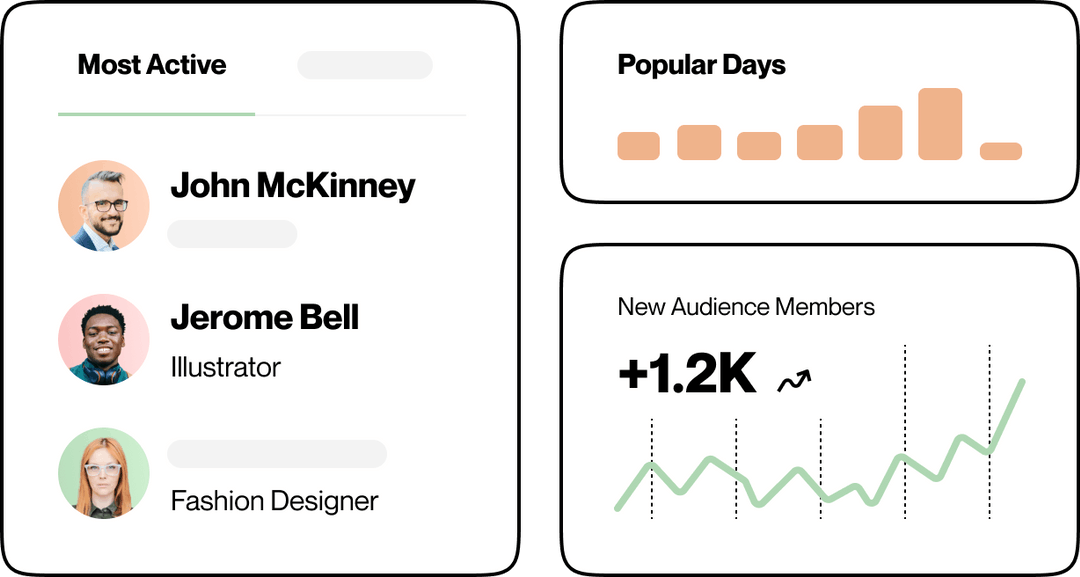 Most Active
John McKinney
Jerome Bell
Illustrator
Fashion Designer
Popular Days
New Audience Members
+1.2K